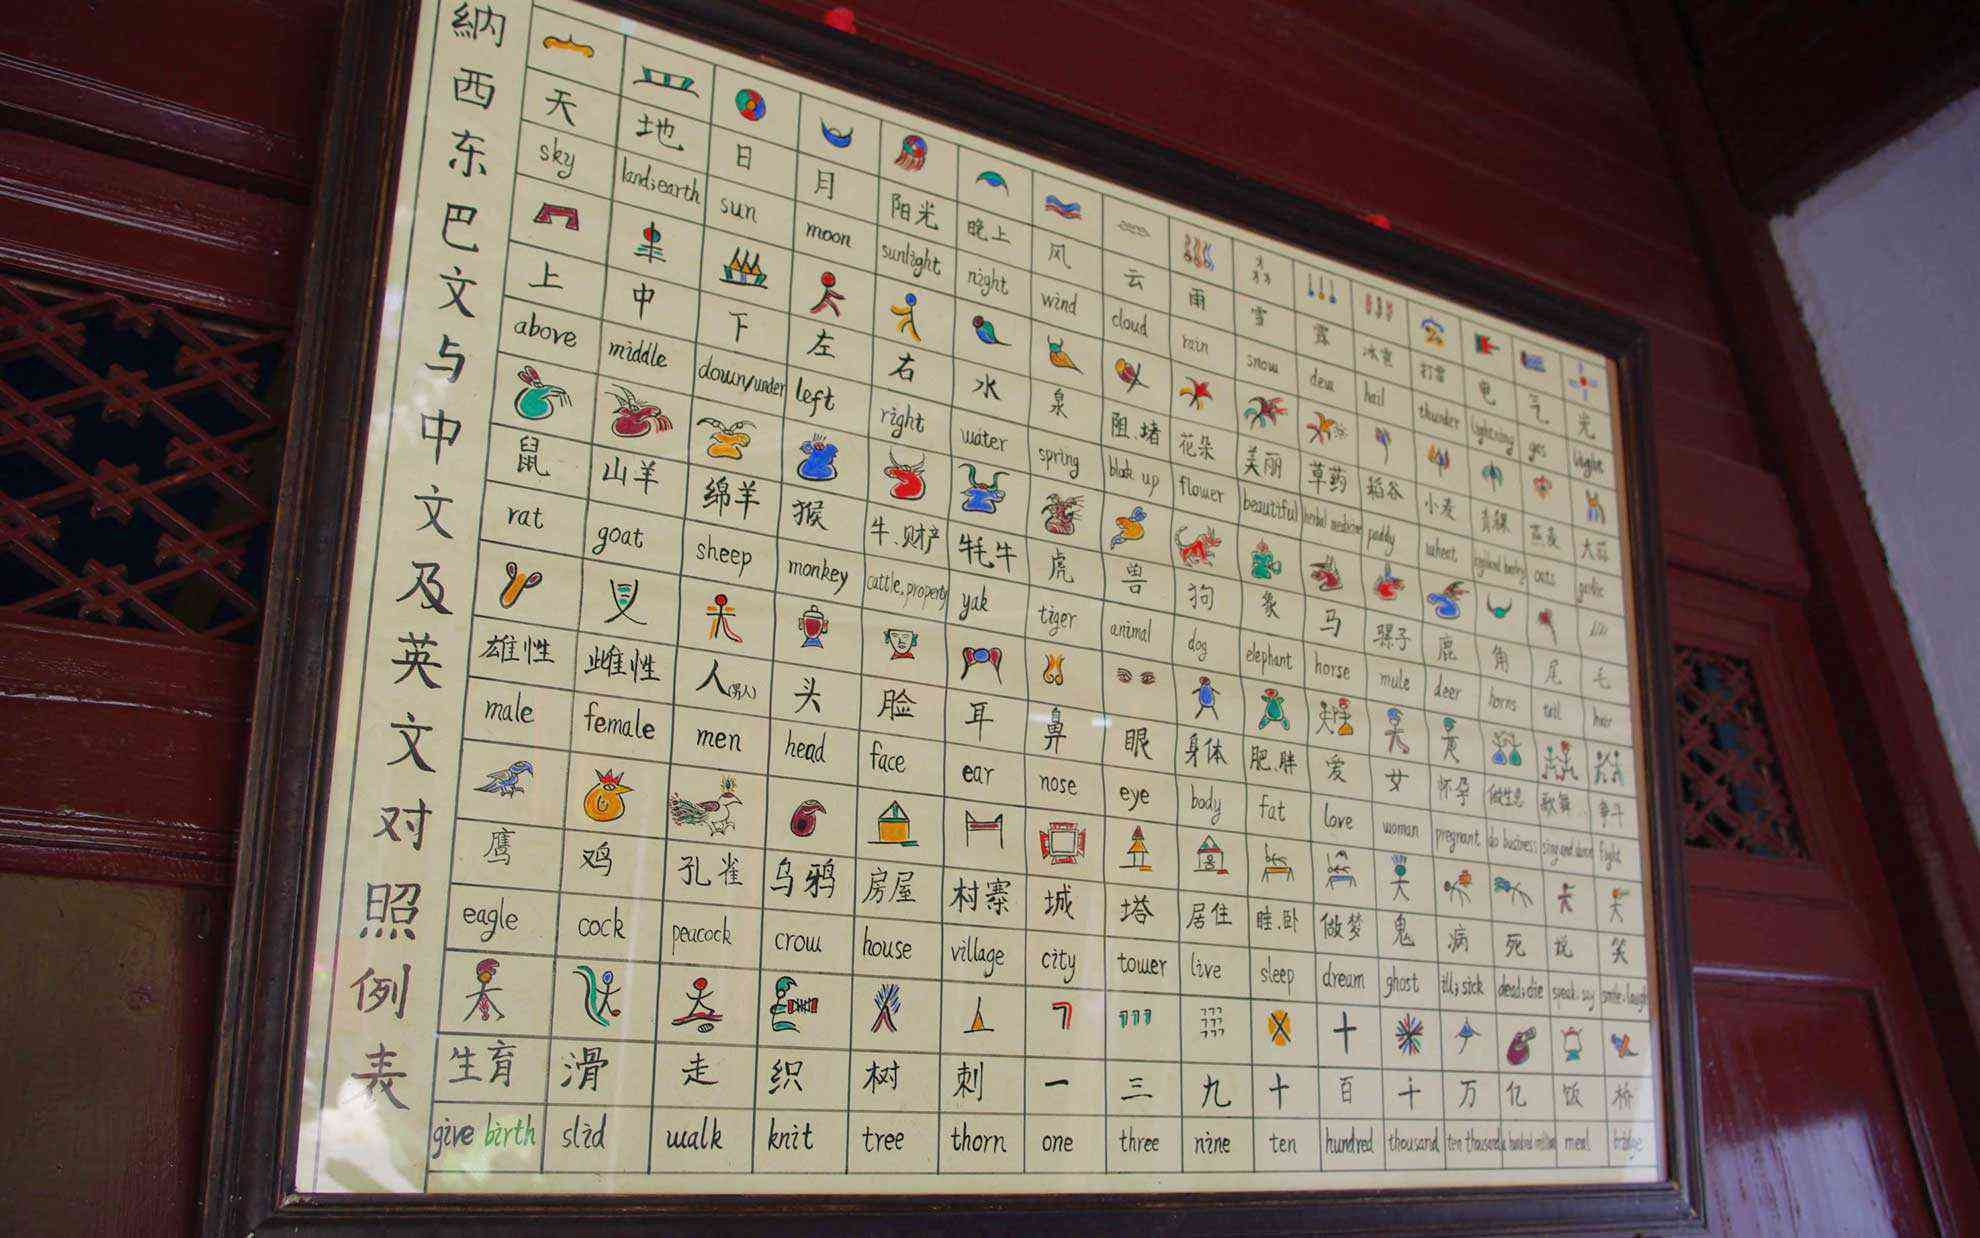 納西东巴文与中文及英文对照例表
天 地 日 月 阳光 晚上 风 云 雨 雪 露 冰雹 打雷 电 气 光
sky land;earth sun moon sunlight night wind cloud rain snow dew hail thunder lightning gas
上 中 下 左 右 水 泉 阻.堵 花朵 美丽 草药 稻谷 小麦 青稞 燕麦 大蒜
above middle down/under left right water spring block up flower beautiful herbal medicine paddy wheat oats garlic
鼠 山羊 绵羊 猴 牛.财产 牦牛 虎 兽 狗 象 马 骡子 鹿 角 尾 毛
rat goat sheep monkey cattle, property yak tiger animal dog elephant horse mule deer horns tail hair
雄性 雌性 人(男人) 头 脸 耳 鼻 眼 身体 肥.胖 爱 女 怀孕 做生意 歌舞 争斗
male female men head face ear nose eye body fat love woman pregnant do business sing and dance fight
鹰 鸡 孔雀 乌鸦 房屋 村寨 城 塔 居住 睡.卧 做梦 鬼 病 死 说 笑
eagle cock peacock crow house village city tower live sleep dream ghost ill; sick dead; die speak. say smile. laugh
生育 滑 走 织 树 刺 一 三 九 十 百 千 万 亿 饭 桥
give birth slid walk knit tree thorn one three nine ten hundred thousand ten thousand a hundred million meal bridge